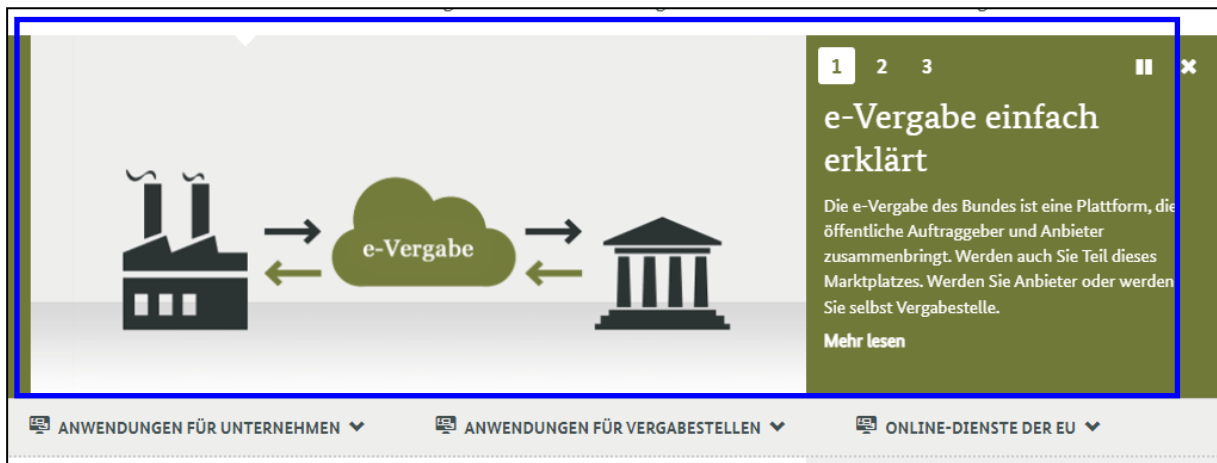 1 2 3
e-Vergabe einfach
erklärt
Die e-Vergabe des Bundes ist eine Plattform, die
öffentliche Auftraggeber und Anbieter
zusammenbringt. Werden auch Sie Teil dieses
Marktplatzes. Werden Sie Anbieter oder werden
Sie selbst Vergabestelle.
Mehr lesen
e-Vergabe
ANWENDUNGEN FÜR UNTERNEHMEN
ANWENDUNGEN FÜR VERGABESTELLEN
ONLINE-DIENSTE DER EU